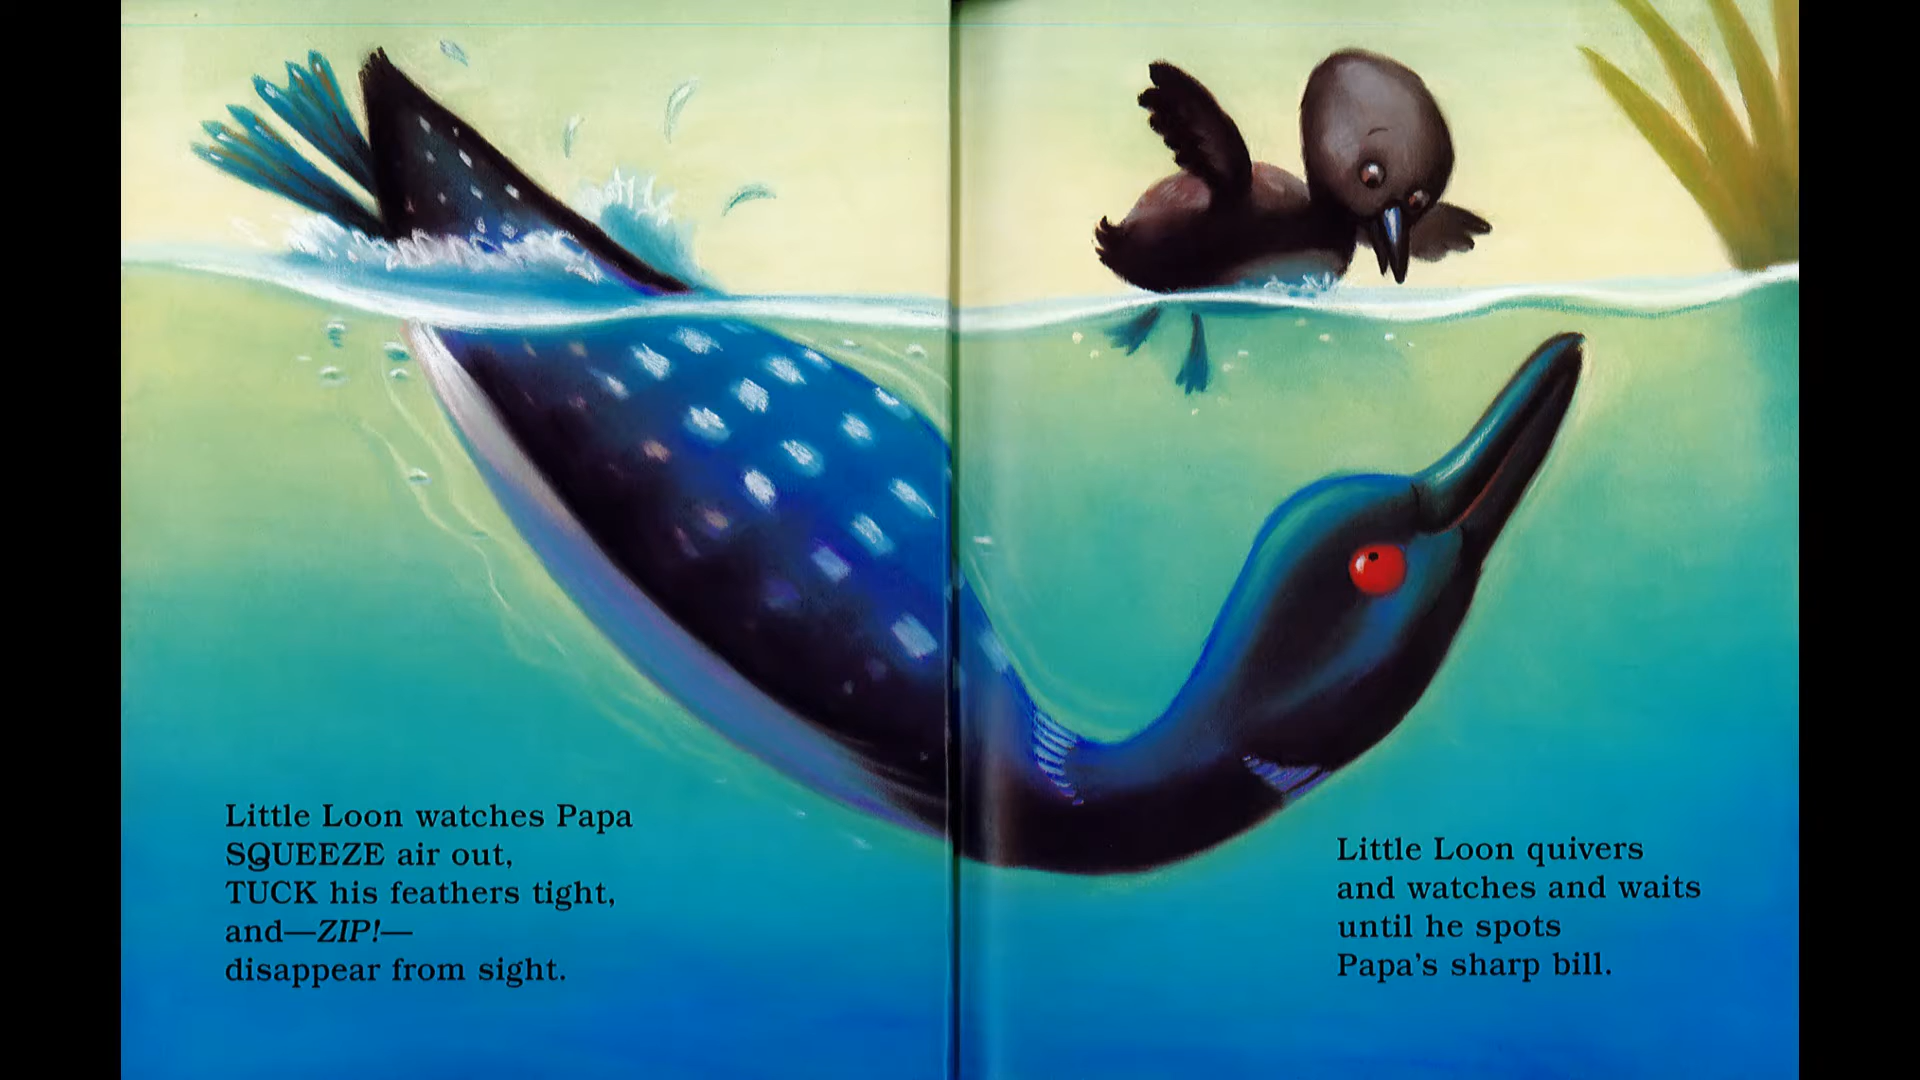 Little Loon watches Papa
SQUEEZE air out,
TUCK his feathers tight,
and—ZIP!—
disappear from sight.
Little Loon quivers
and watches and waits
until he spots
Papa's sharp bill.